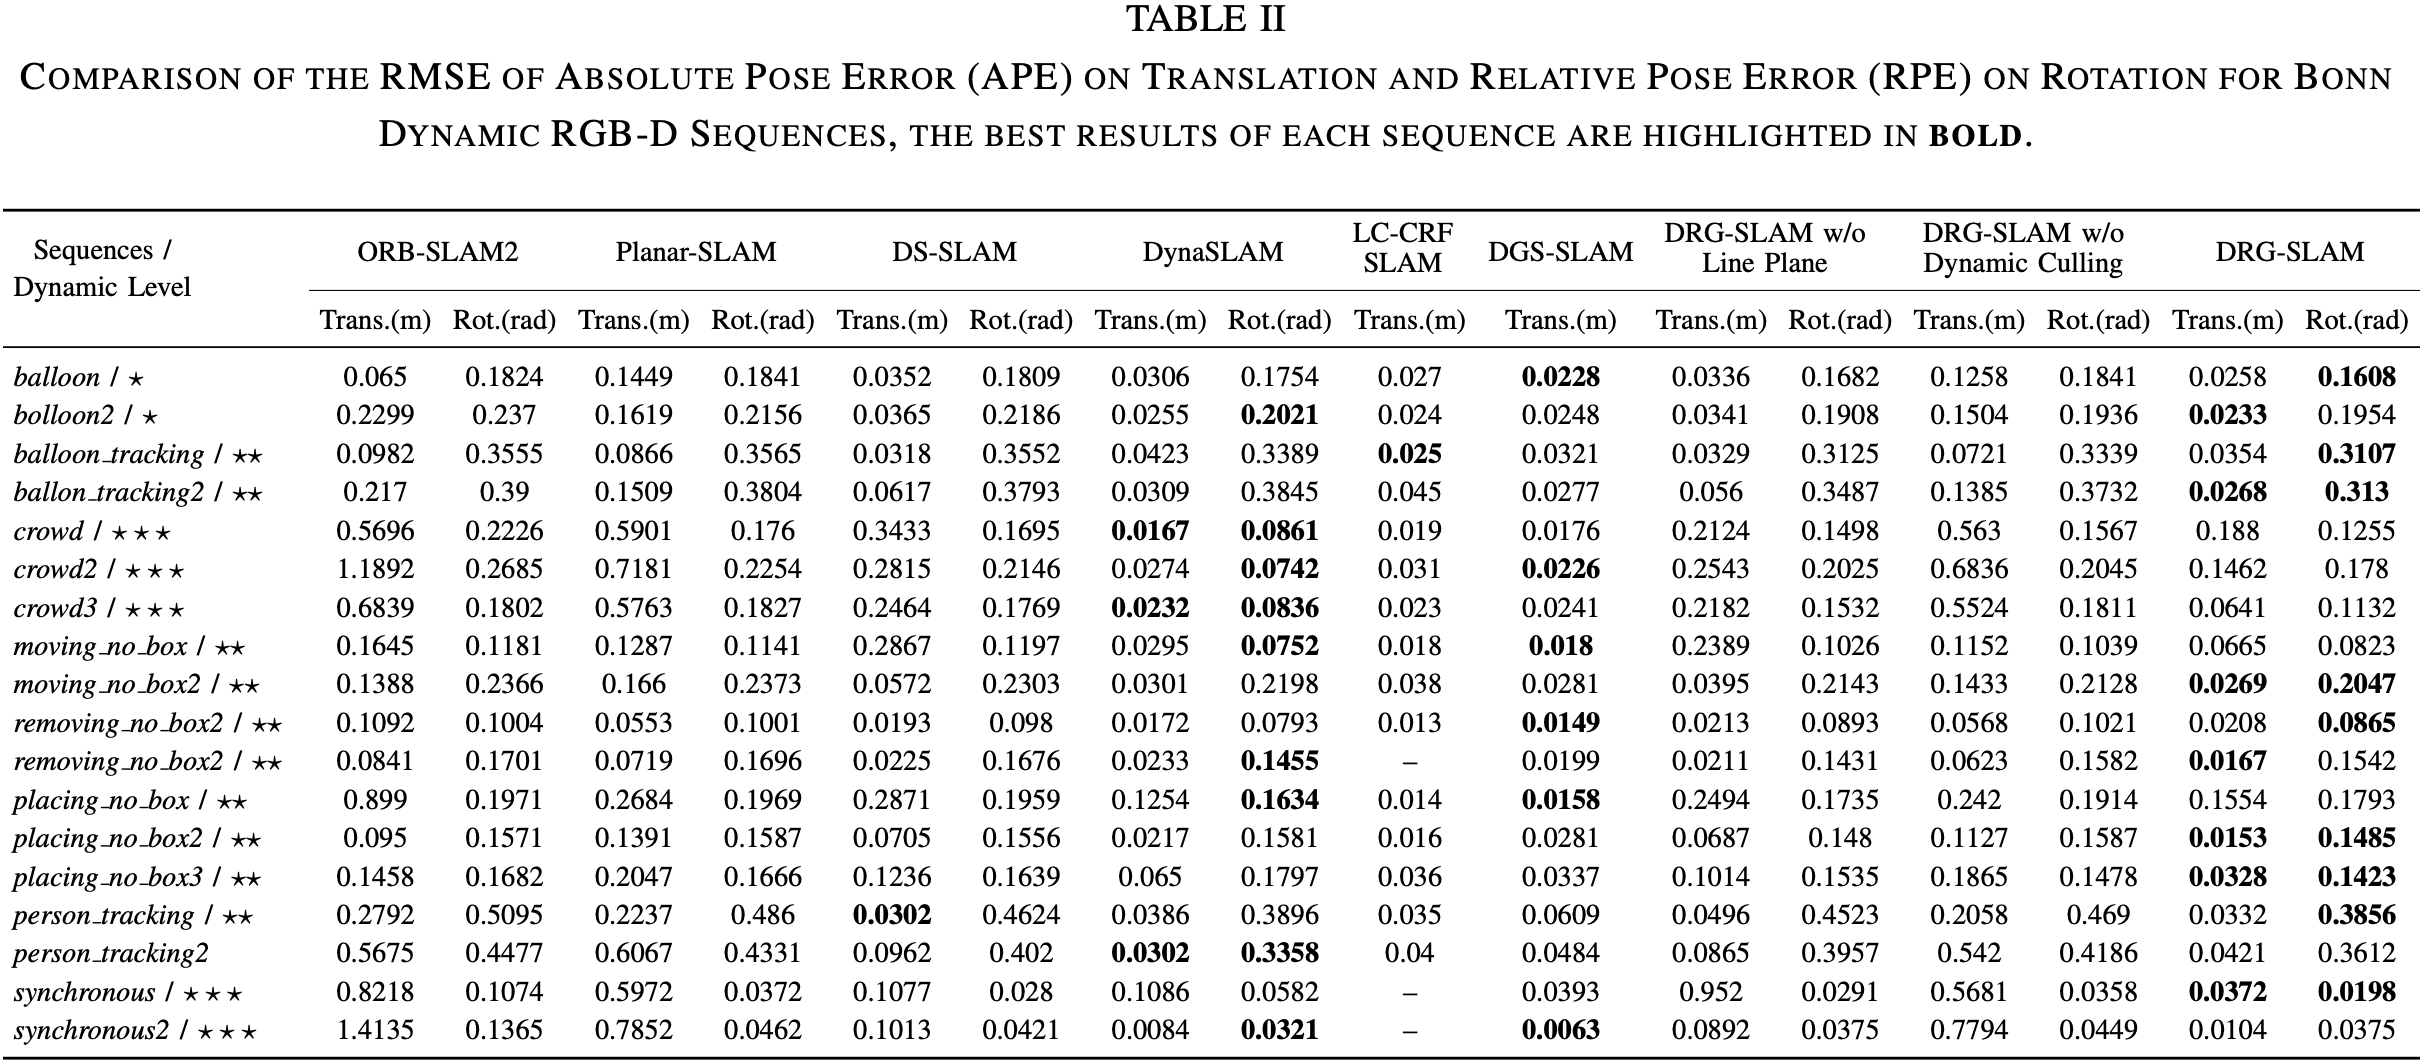 TABLE II
COMPARISON OF THE RMSE OF ABSOLUTE POSE ERROR (APE) ON TRANSLATION AND RELATIVE POSE ERROR (RPE) ON ROTATION FOR BONN
DYNAMIC RGB-D SEQUENCES, THE BEST RESULTS OF EACH SEQUENCE ARE HIGHLIGHTED IN BOLD.
Sequences / Dynamic Level ORB-SLAM2 Planar-SLAM DS-SLAM DynaSLAM LC-CRF SLAM DGS-SLAM DRG-SLAM w/o Line Plane DRG-SLAM w/o Dynamic Culling DRG-SLAM
Trans.(m) Rot.(rad) Trans.(m) Rot.(rad) Trans.(m) Rot.(rad) Trans.(m) Rot.(rad) Trans.(m) Trans.(m) Trans.(m) Rot.(rad) Trans.(m) Rot.(rad) Trans.(m) Rot.(rad)
balloon / ⋆ 0.065 0.1824 0.1449 0.1841 0.0352 0.1809 0.0306 0.1754 0.027 0.0228 0.0336 0.1682 0.1258 0.1841 0.0258 0.1608
bolloon2 / ⋆ 0.2299 0.237 0.1619 0.2156 0.0365 0.2186 0.0255 0.2021 0.024 0.0248 0.0341 0.1908 0.1504 0.1936 0.0233 0.1954
balloon_tracking / ⋆⋆ 0.0982 0.3555 0.0866 0.3565 0.0318 0.3552 0.0423 0.3389 0.025 0.0321 0.0329 0.3125 0.0721 0.3339 0.0354 0.3107
ballon_tracking2 / ⋆⋆ 0.217 0.39 0.1509 0.3804 0.0617 0.3793 0.0309 0.3845 0.045 0.0277 0.056 0.3487 0.1385 0.3732 0.0268 0.313
crowd / ⋆ ⋆ ⋆ 0.5696 0.2226 0.5901 0.176 0.3433 0.1695 0.0167 0.0861 0.019 0.0176 0.2124 0.1498 0.563 0.1567 0.188 0.1255
crowd2 / ⋆ ⋆ ⋆ 1.1892 0.2685 0.7181 0.2254 0.2815 0.2146 0.0274 0.0742 0.031 0.0226 0.2543 0.2025 0.6836 0.2045 0.1462 0.178
crowd3 / ⋆ ⋆ ⋆ 0.6839 0.1802 0.5763 0.1827 0.2464 0.1769 0.0232 0.0836 0.023 0.0241 0.2182 0.1532 0.5524 0.1811 0.0641 0.1132
moving_no_box / ⋆⋆ 0.1645 0.1181 0.1287 0.1141 0.2867 0.1197 0.0295 0.0752 0.018 0.018 0.2389 0.1026 0.1152 0.1039 0.0665 0.0823
moving_no_box2 / ⋆⋆ 0.1388 0.2366 0.166 0.2373 0.0572 0.2303 0.0301 0.2198 0.038 0.0281 0.0395 0.2143 0.1433 0.2128 0.0269 0.2047
removing_no_box2 / ⋆⋆ 0.1092 0.1004 0.0553 0.1001 0.0193 0.098 0.0172 0.0793 0.013 0.0149 0.0213 0.0893 0.0568 0.1021 0.0208 0.0865
removing_no_box2 / ⋆⋆ 0.0841 0.1701 0.0719 0.1696 0.0225 0.1676 0.0233 0.1455 – 0.0199 0.0211 0.1431 0.0623 0.1582 0.0167 0.1542
placing_no_box / ⋆⋆ 0.899 0.1971 0.2684 0.1969 0.2871 0.1959 0.1254 0.1634 0.014 0.0158 0.2494 0.1735 0.242 0.1914 0.1554 0.1793
placing_no_box2 / ⋆⋆ 0.095 0.1571 0.1391 0.1587 0.0705 0.1556 0.0217 0.1581 0.016 0.0281 0.0687 0.148 0.1127 0.1587 0.0153 0.1485
placing_no_box3 / ⋆⋆ 0.1458 0.1682 0.2047 0.1666 0.1236 0.1639 0.065 0.1797 0.036 0.0337 0.1014 0.1535 0.1865 0.1478 0.0328 0.1423
person_tracking / ⋆⋆ 0.2792 0.5095 0.2237 0.486 0.0302 0.4624 0.0386 0.3896 0.035 0.0609 0.0496 0.4523 0.2058 0.469 0.0332 0.3856
person_tracking2 0.5675 0.4477 0.6067 0.4331 0.0962 0.402 0.0302 0.3358 0.04 0.0484 0.0865 0.3957 0.542 0.4186 0.0421 0.3612
synchronous / ⋆ ⋆ ⋆ 0.8218 0.1074 0.5972 0.0372 0.1077 0.028 0.1086 0.0582 – 0.0393 0.952 0.0291 0.5681 0.0358 0.0372 0.0198
synchronous2 / ⋆ ⋆ ⋆ 1.4135 0.1365 0.7852 0.0462 0.1013 0.0421 0.0084 0.0321 – 0.0063 0.0892 0.0375 0.7794 0.0449 0.0104 0.0375